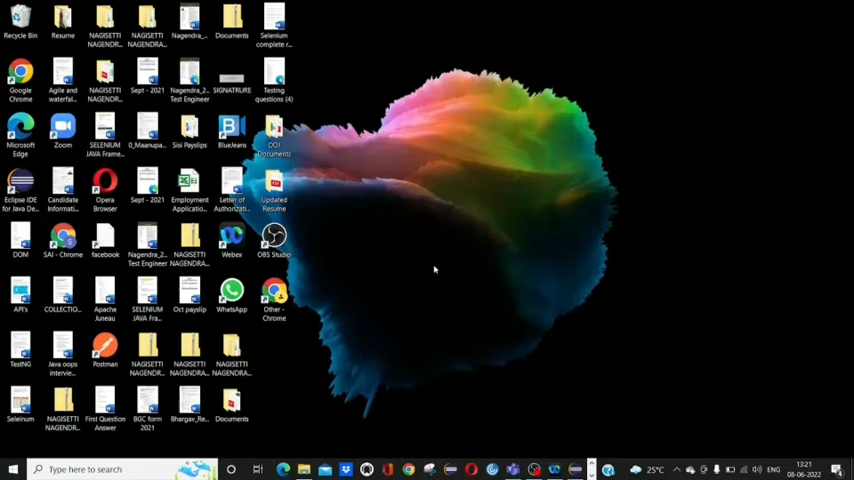 Recycle Bin
Resume
NAGISETTI
NAGENDR...
NAGISETTI
NAGENDR...
Nagendra_...
Documents
Selenium
complete r...
Google
Chrome
Agile and
waterfal...
NAGISETTI
NAGENDR...
Sept - 2021
Nagendra_2...
Test Engineer
SIGNATRURE
Testing
questions (4)
Microsoft
Edge
Zoom
SELENIUM
JAVA Frame...
0_Maanupa...
Sisi Payslips
BlueJeans
DOJ
Documents
Eclipse IDE
for Java De...
Candidate
Informati...
Opera
Browser
Sept - 2021
Employment
Applicatio...
Letter of
Authorizati...
Updated
Resume
DOM
SAI - Chrome
facebook
Nagendra_2...
Test Engineer
NAGISETTI
NAGENDRA...
Webex
OBS Studio
API's
COLLECTIO...
Apache
Juneau
SELENIUM
JAVA Fra...
Oct payslip
WhatsApp
Other -
Chrome
TestNG
Java oops
intervie...
Postman
NAGISETTI
NAGENDR...
NAGISETTI
NAGENDR...
NAGISETTI
NAGENDRA...
Seleinum
NAGISETTI
NAGENDR...
First Question
Answer
BGC form
2021
Bhargav_Re...
Documents
Type here to search
25°C
ENG
13:21
08-06-2022
4